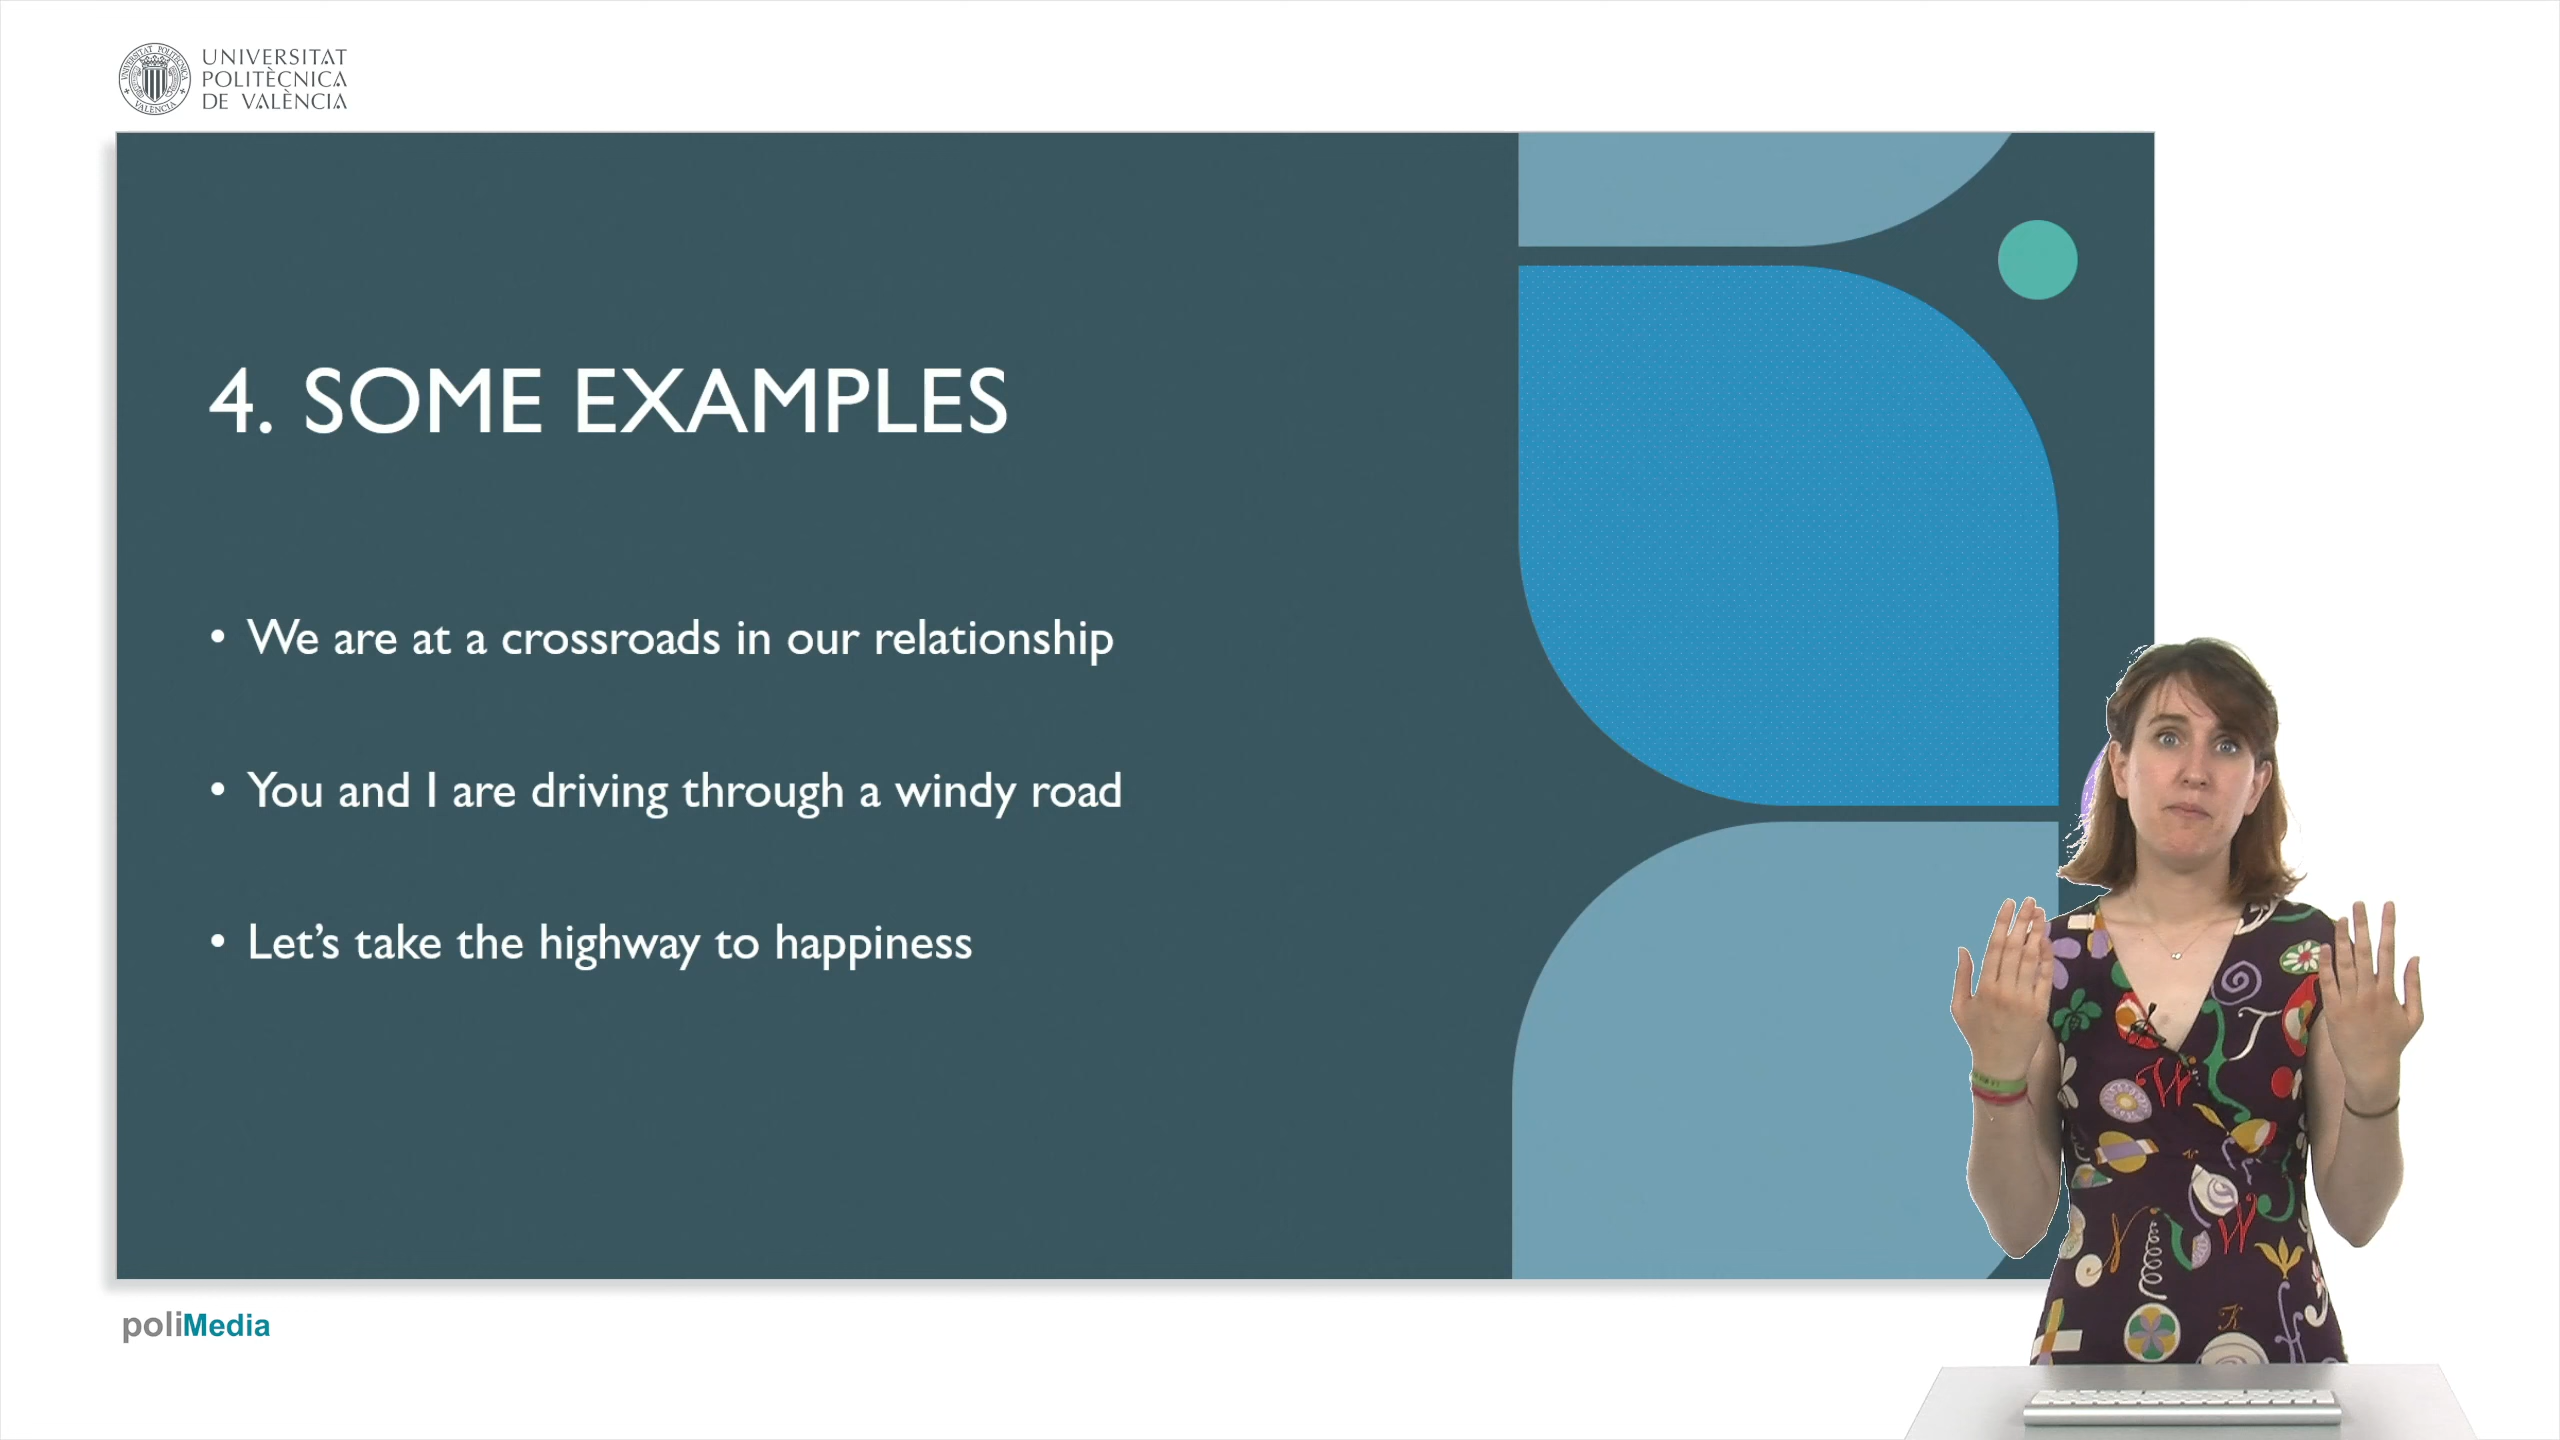 UNIVERSITAT
POLITÈCNICA
DE VALÈNCIA
4. SOME EXAMPLES
• We are at a crossroads in our relationship
• You and I are driving through a windy road
• Let's take the highway to happiness
poliMedia